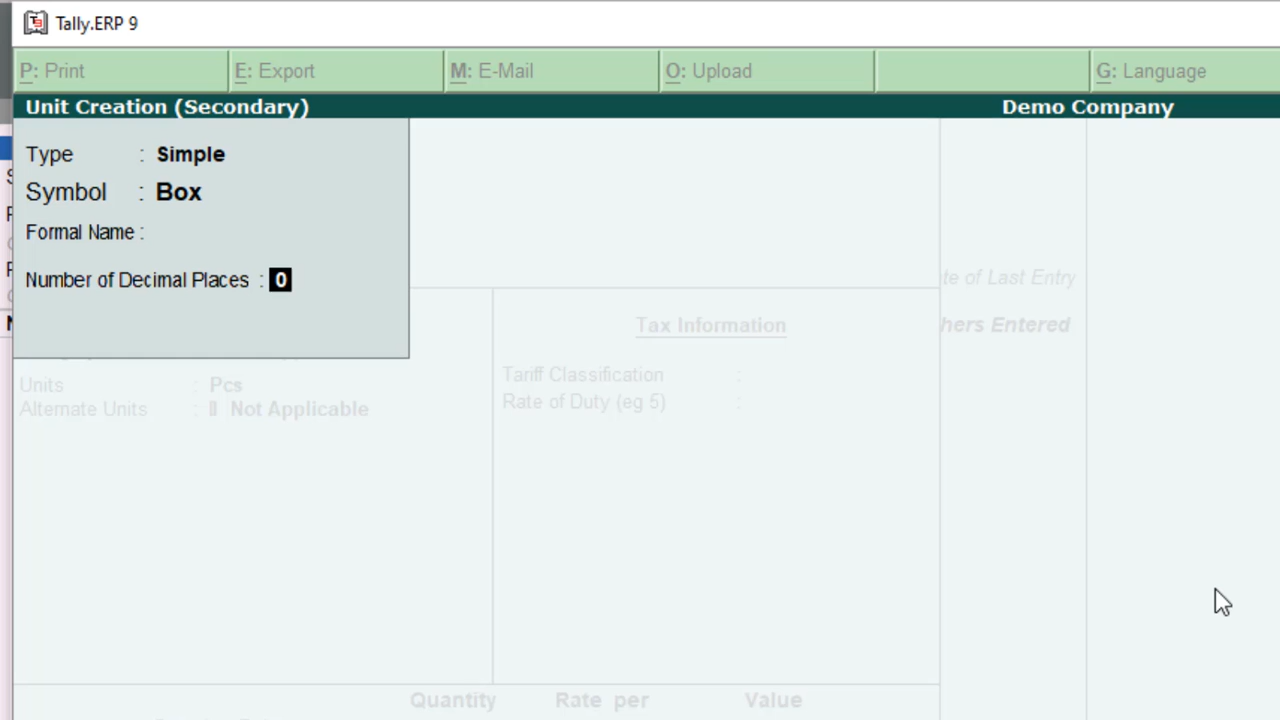 Tally.ERP 9
P: Print E: Export M: E-Mail O: Upload G: Language
Unit Creation (Secondary) Demo Company
Type : Simple
Symbol : Box
Formal Name :
Number of Decimal Places : 0
te of Last Entry
Tax Information
hers Entered
Units : Pcs
Alternate Units : Not Applicable
Tariff Classification :
Rate of Duty (eg 5) :
Quantity Rate per Value